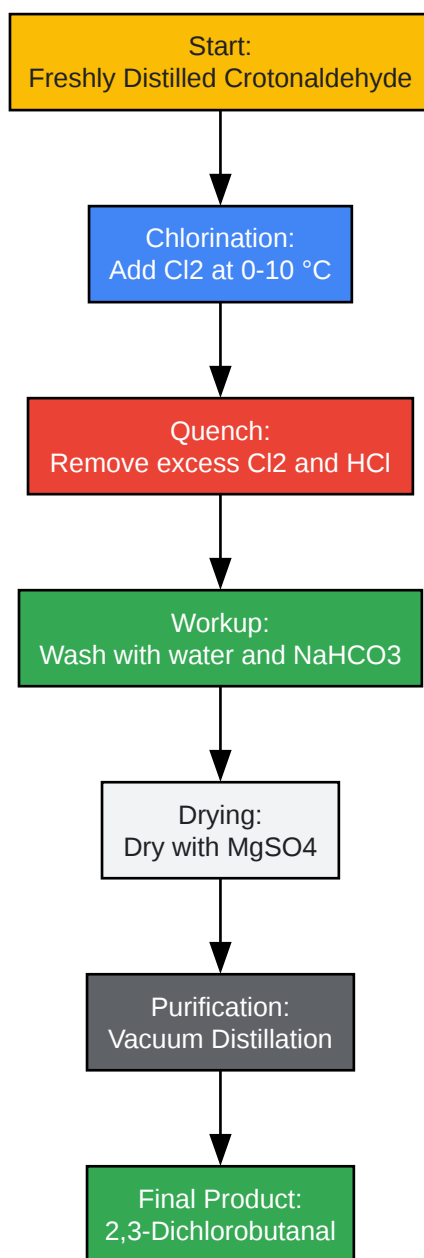 Start:
Freshly Distilled Crotonaldehyde
Chlorination:
Add Cl2 at 0-10 °C
Quench:
Remove excess Cl2 and HCl
Workup:
Wash with water and NaHCO3
Drying:
Dry with MgSO4
Purification:
Vacuum Distillation
Final Product:
2,3-Dichlorobutanal